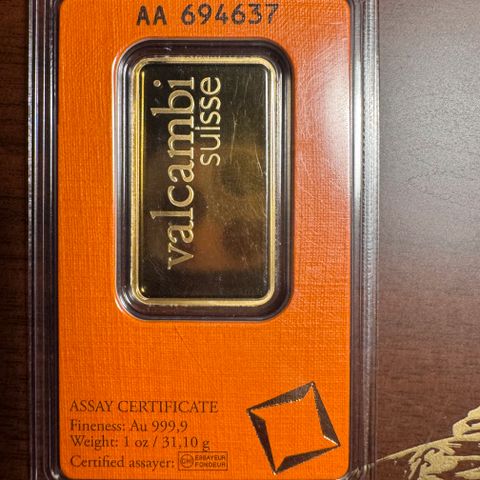 AA 694637
valcambi
suisse
ASSAY CERTIFICATE
Fineness: Au 999,9
Weight: 1 oz / 31,10 g
Certified assayer: CHI ESSAYEUR
FONDEUR